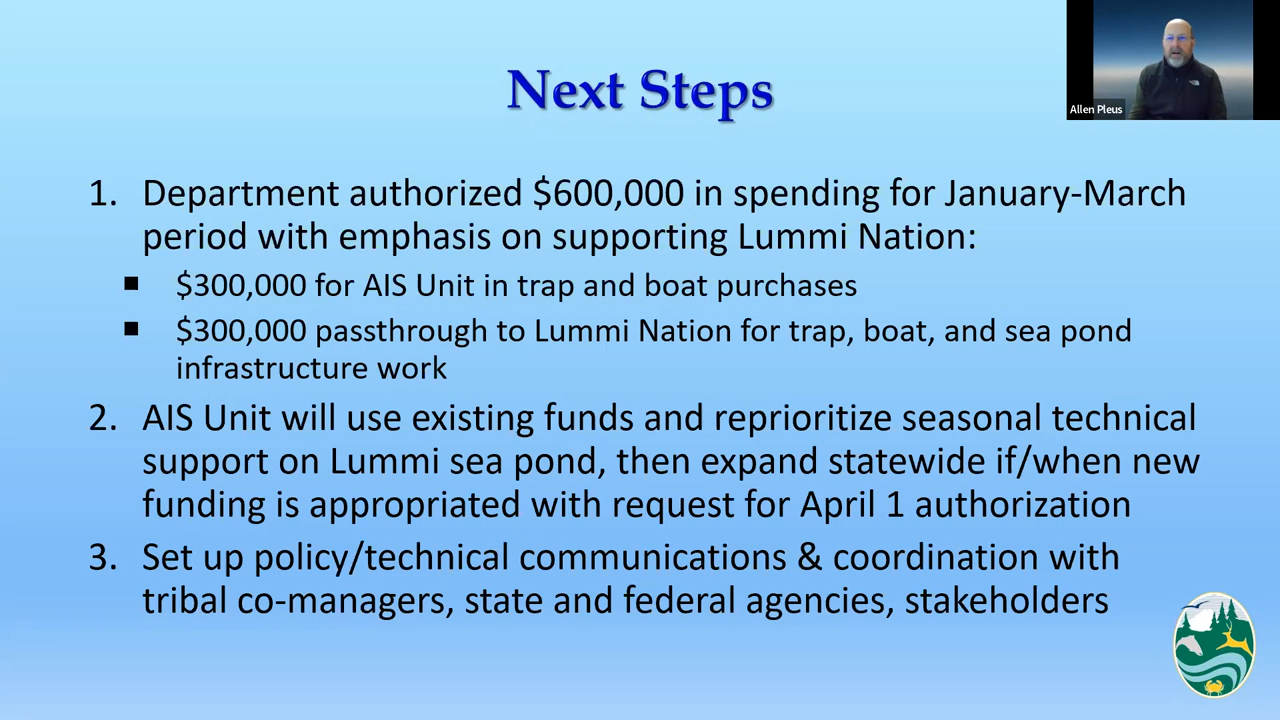 Allen Pleus
Next Steps
1. Department authorized $600,000 in spending for January-March
period with emphasis on supporting Lummi Nation:
■ $300,000 for AIS Unit in trap and boat purchases
■ $300,000 passthrough to Lummi Nation for trap, boat, and sea pond
infrastructure work
2. AIS Unit will use existing funds and reprioritize seasonal technical
support on Lummi sea pond, then expand statewide if/when new
funding is appropriated with request for April 1 authorization
3. Set up policy/technical communications & coordination with
tribal co-managers, state and federal agencies, stakeholders